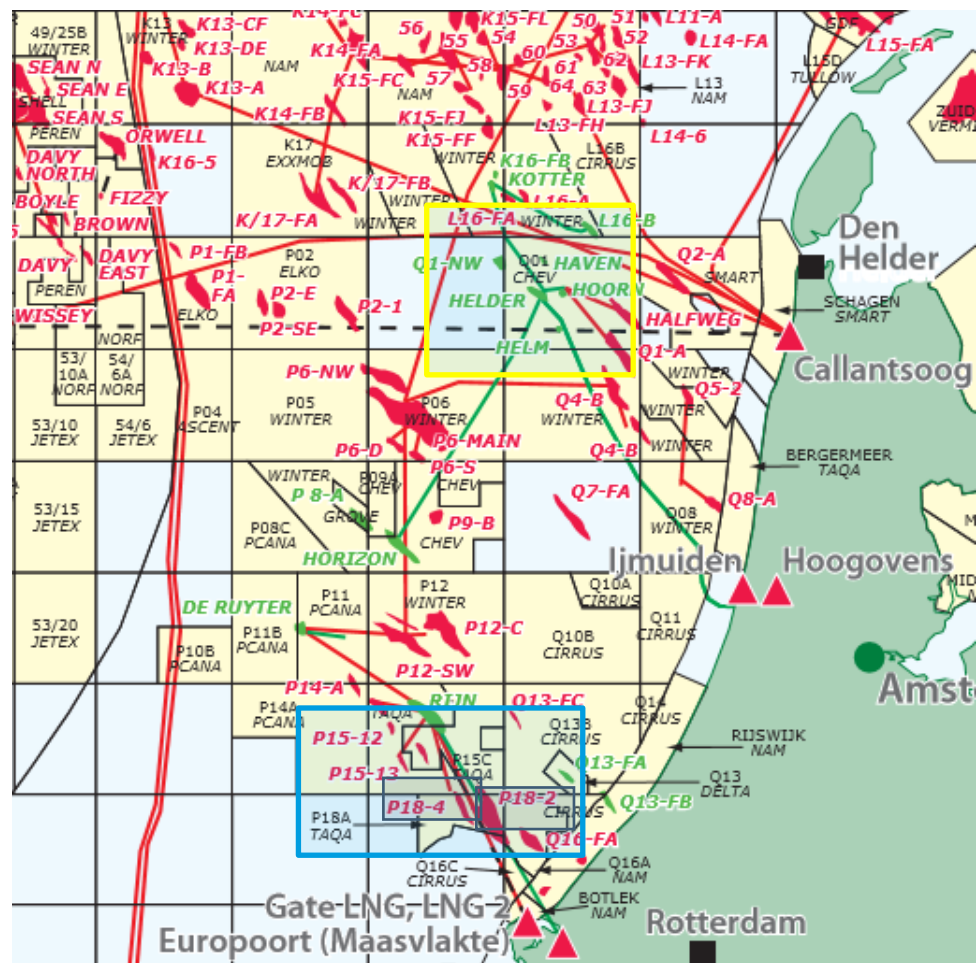 K13
WINTER
K13-CF
K14-FC
K15-FL
50
51
L11-A
GDF
49/25B
WINTER
K13-DE
K14-FA
56
55
54
53
52
L14-FA
L15-FA
SEAN N
K13-B
NAM
60
L15D
TULLOW
SEAN E
K13-A
K15-FC
57
58
61
62
L13-FK
L13
NAM
SHELL
NAM
59
64
63
SEAN S
K14-FB
K15-FJ
L13-FJ
PEREN
ORWELL
K15-FF
L13-FH
L14-6
DAVY
NORTH
K16-5
K17
EXXMOB
WINTER
K16-FB
L16B
CIRRUS
KOTTER
BOYLE
FIZZY
K/17-FB
WINTER
L16-A
BROWN
K/17-FA
WINTER
L16-FA
WINTER
L16-B
Den
Helder
DAVY
DAVY
EAST
P1-FB
P02
ELKO
Q1-NW
Q01
CHEV
HAVEN
Q2-A
SMART
PEREN
P1-
FA
P2-E
P2-1
HELDER
HOORN
SCHAGEN
SMART
WISSEY
ELKO
P2-SE
HALFWEG
NORF
HELM
Q1-A
Callantsoog
53/
10A
NORF
54/
6A
NORF
P6-NW
WINTER
Q5-2
P04
ASCENT
P05
WINTER
P06
WINTER
Q4-B
WINTER
WINTER
53/10
JETEX
54/6
JETEX
P6-D
P6-MAIN
Q4-B
WINTER
P6-S
BERGERMEER
TAQA
WINTER
P09A
CHEV
CHEV
P 8-A
Q7-FA
Q8-A
53/15
JETEX
GROVE
P08C
PCANA
P9-B
CHEV
Q08
WINTER
HORIZON
Ijmuiden
Hoogovens
P11
PCANA
P12
WINTER
Q10A
CIRRUS
DE RUYTER
53/20
JETEX
P11B
PCANA
P12-C
Q10B
CIRRUS
Q11
CIRRUS
P10B
PCANA
P12-SW
Amst
P14-A
RIJN
Q13-FC
Q14
CIRRUS
P14A
PCANA
TAQA
Q13B
CIRRUS
P15-12
RIJSWIJK
NAM
P15-13
P15C
TAQA
Q13-FA
Q13
DELTA
P18-4
P18-2
Q13-FB
P18A
TAQA
CIRRUS
Q16-FA
Q16C
CIRRUS
Q16A
NAM
BOTLEK
NAM
Gate LNG, LNG 2
Europoort (Maasvlakte)
Rotterdam